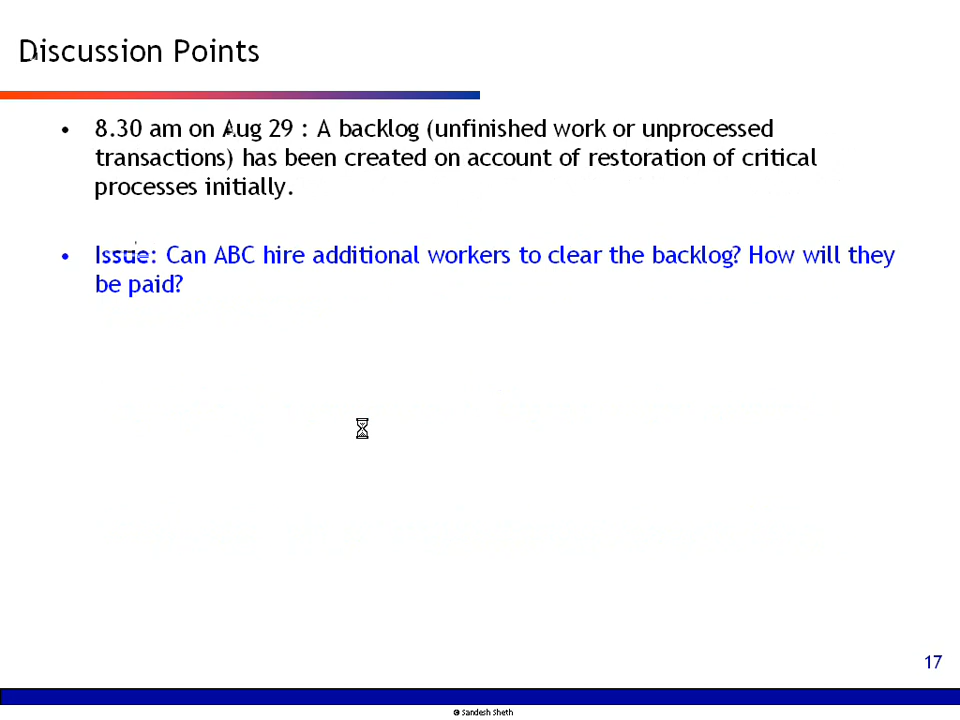 Discussion Points
• 8.30 am on Aug 29 : A backlog (unfinished work or unprocessed
transactions) has been created on account of restoration of critical
processes initially.
• Issue: Can ABC hire additional workers to clear the backlog? How will they
be paid?
17
© Sandesh Sheth